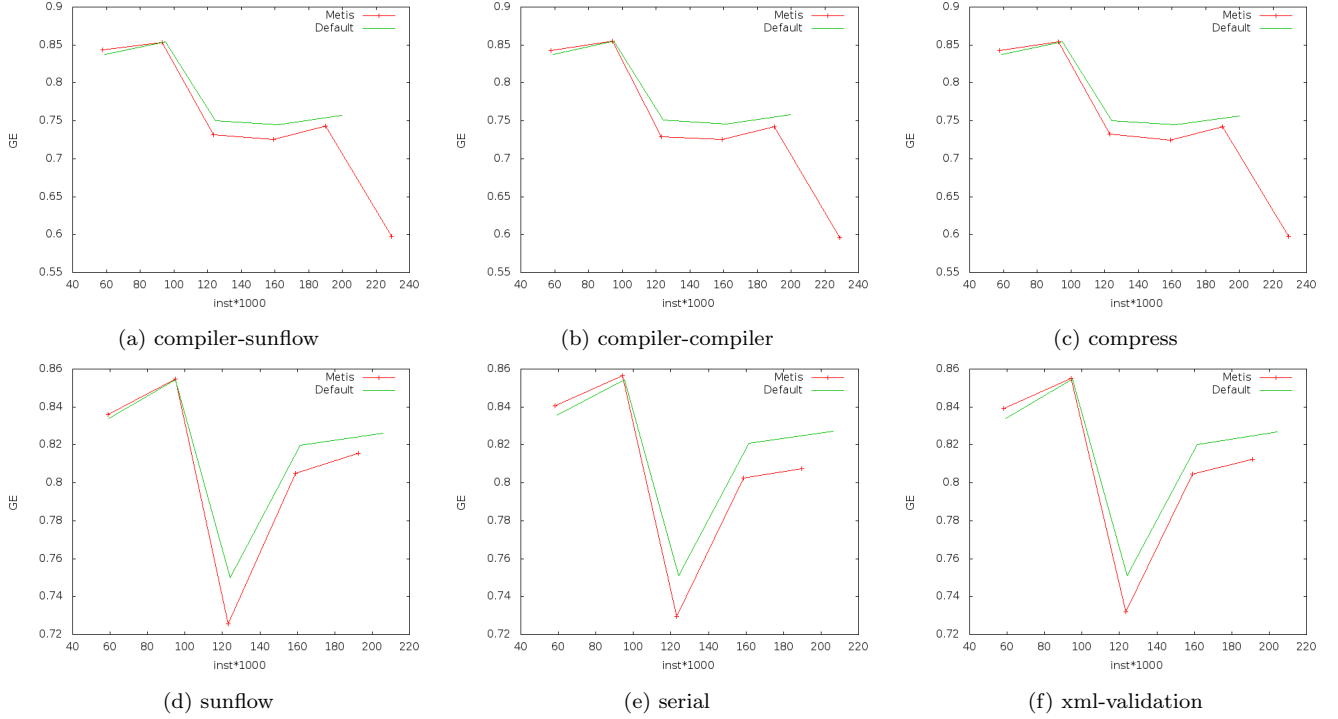 0.9
0.85
0.8
0.75
0.7
0.65
0.6
0.55
GE
40 60 80 100 120 140 160 180 200 220 240
inst*1000
Metis
Default
(a) compiler-sunflow
0.9
0.85
0.8
0.75
0.7
0.65
0.6
0.55
GE
40 60 80 100 120 140 160 180 200 220 240
inst*1000
Metis
Default
(b) compiler-compiler
0.9
0.85
0.8
0.75
0.7
0.65
0.6
0.55
GE
40 60 80 100 120 140 160 180 200 220 240
inst*1000
Metis
Default
(c) compress
0.86
0.84
0.82
0.8
0.78
0.76
0.74
0.72
GE
40 60 80 100 120 140 160 180 200 220
inst*1000
Metis
Default
(d) sunflow
0.86
0.84
0.82
0.8
0.78
0.76
0.74
0.72
GE
40 60 80 100 120 140 160 180 200 220
inst*1000
Metis
Default
(e) serial
0.86
0.84
0.82
0.8
0.78
0.76
0.74
0.72
GE
40 60 80 100 120 140 160 180 200 220
inst*1000
Metis
Default
(f) xml-validation